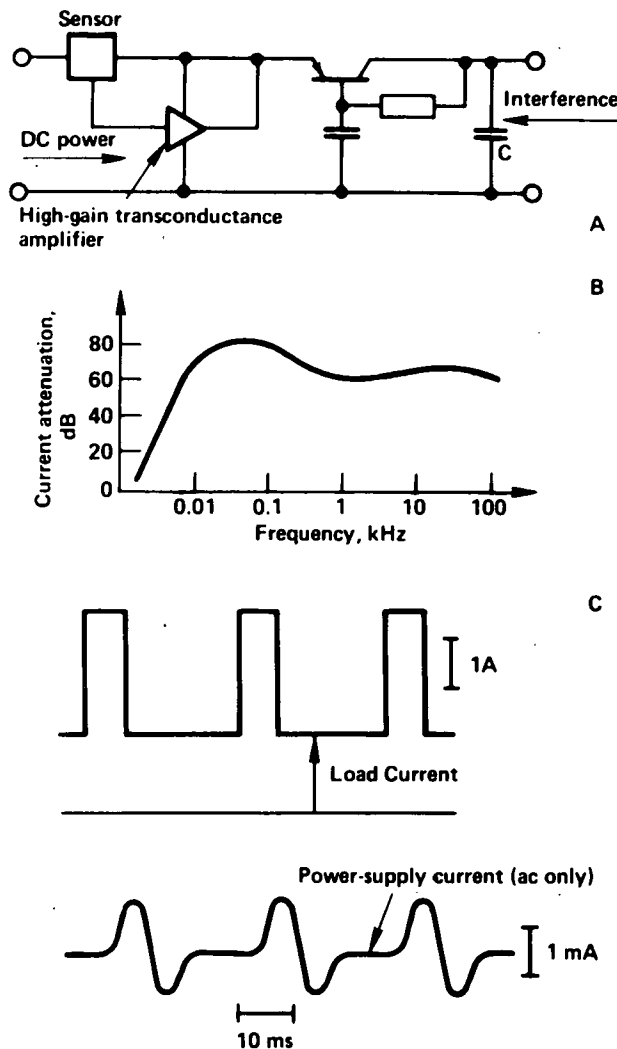 Sensor
Interference
DC power
C
High-gain transconductance
amplifier
A
B
Current attenuation,
dB
80
60
40
20
0
0.01 0.1 1 10 100
Frequency, kHz
C
1A
Load Current
Power-supply current (ac only)
1 mA
10 ms